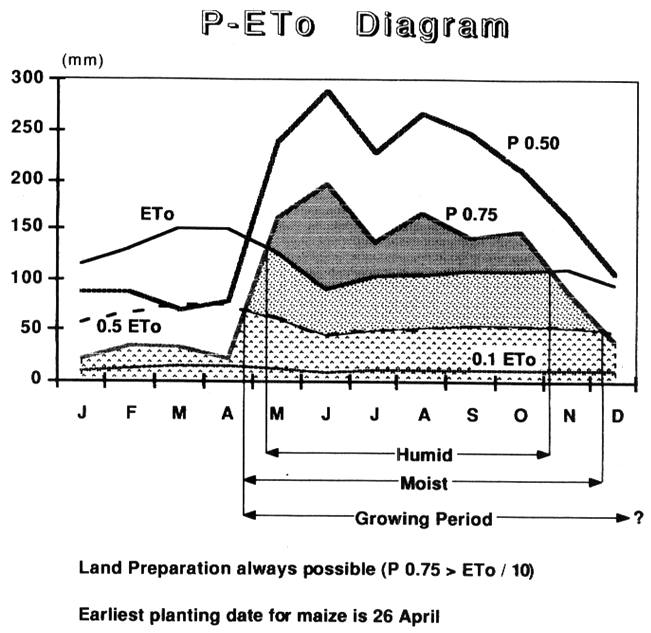 P-ETo Diagram
(mm)
300
250
200
150
100
50
0
P 0.50
ETo
P 0.75
0.5 ETo
0.1 ETo
J F M A M J J A S O N D
Humid
Moist
Growing Period ?
Land Preparation always possible (P 0.75 > ETo / 10)
Earliest planting date for maize is 26 April